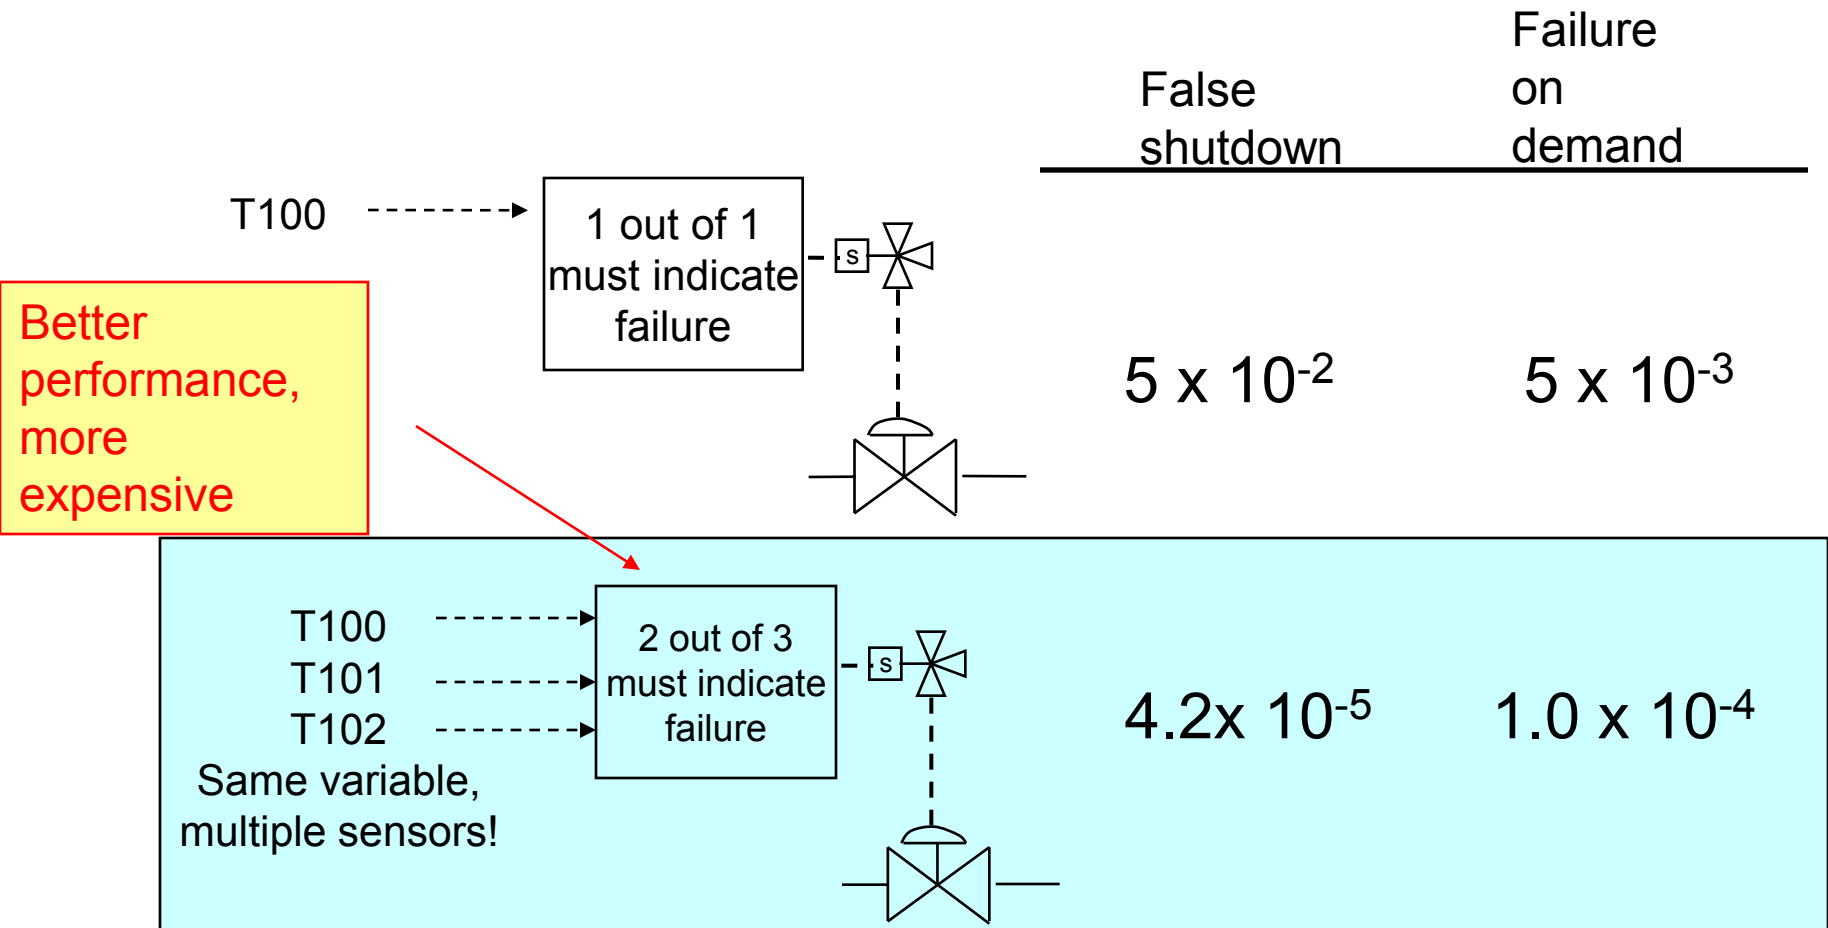 False
shutdown
Failure
on
demand
T100
1 out of 1
must indicate
failure
s
5 x 10⁻²
5 x 10⁻³
Better
performance,
more
expensive
T100
T101
T102
Same variable,
multiple sensors!
2 out of 3
must indicate
failure
s
4.2x 10⁻⁵
1.0 x 10⁻⁴